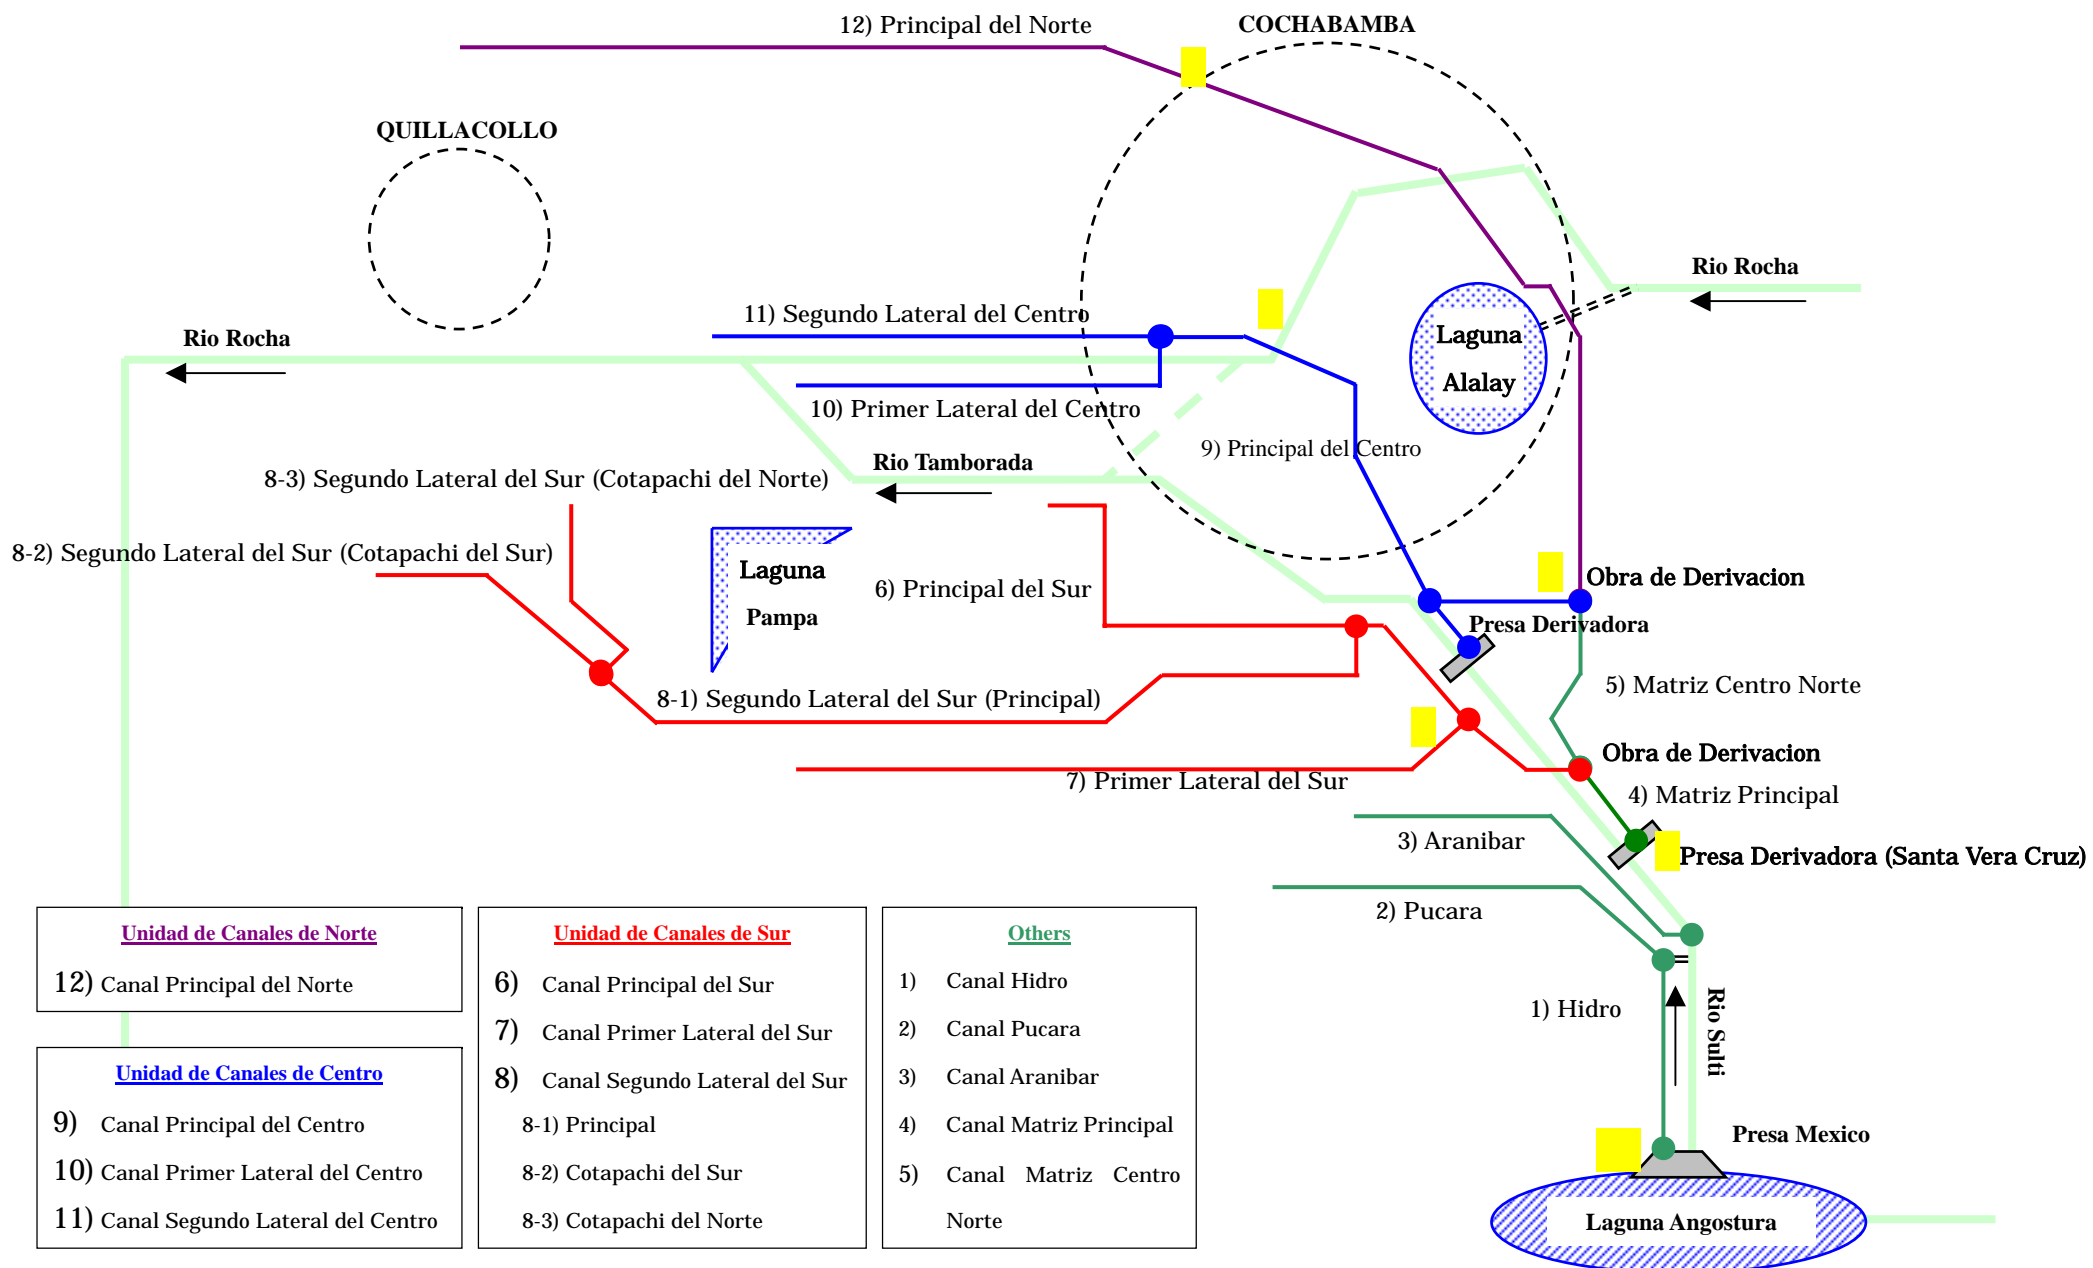 12) Principal del Norte
COCHABAMBA
QUILLACOLLO
Rio Rocha
11) Segundo Lateral del Centro
Laguna
Alalay
Rio Rocha
10) Primer Lateral del Centro
9) Principal del Centro
Rio Tamborada
8-3) Segundo Lateral del Sur (Cotapachi del Norte)
8-2) Segundo Lateral del Sur (Cotapachi del Sur)
Laguna
Pampa
6) Principal del Sur
Obra de Derivacion
Presa Derivadora
5) Matriz Centro Norte
8-1) Segundo Lateral del Sur (Principal)
Obra de Derivacion
7) Primer Lateral del Sur
4) Matriz Principal
3) Aranibar
Presa Derivadora (Santa Vera Cruz)
2) Pucara
1) Hidro
Rio Sulti
Presa Mexico
Laguna Angostura
Unidad de Canales de Norte
12) Canal Principal del Norte
Unidad de Canales de Centro
9) Canal Principal del Centro
10) Canal Primer Lateral del Centro
11) Canal Segundo Lateral del Centro
Unidad de Canales de Sur
6) Canal Principal del Sur
7) Canal Primer Lateral del Sur
8) Canal Segundo Lateral del Sur
8-1) Principal
8-2) Cotapachi del Sur
8-3) Cotapachi del Norte
Others
1) Canal Hidro
2) Canal Pucara
3) Canal Aranibar
4) Canal Matriz Principal
5) Canal Matriz Centro
Norte